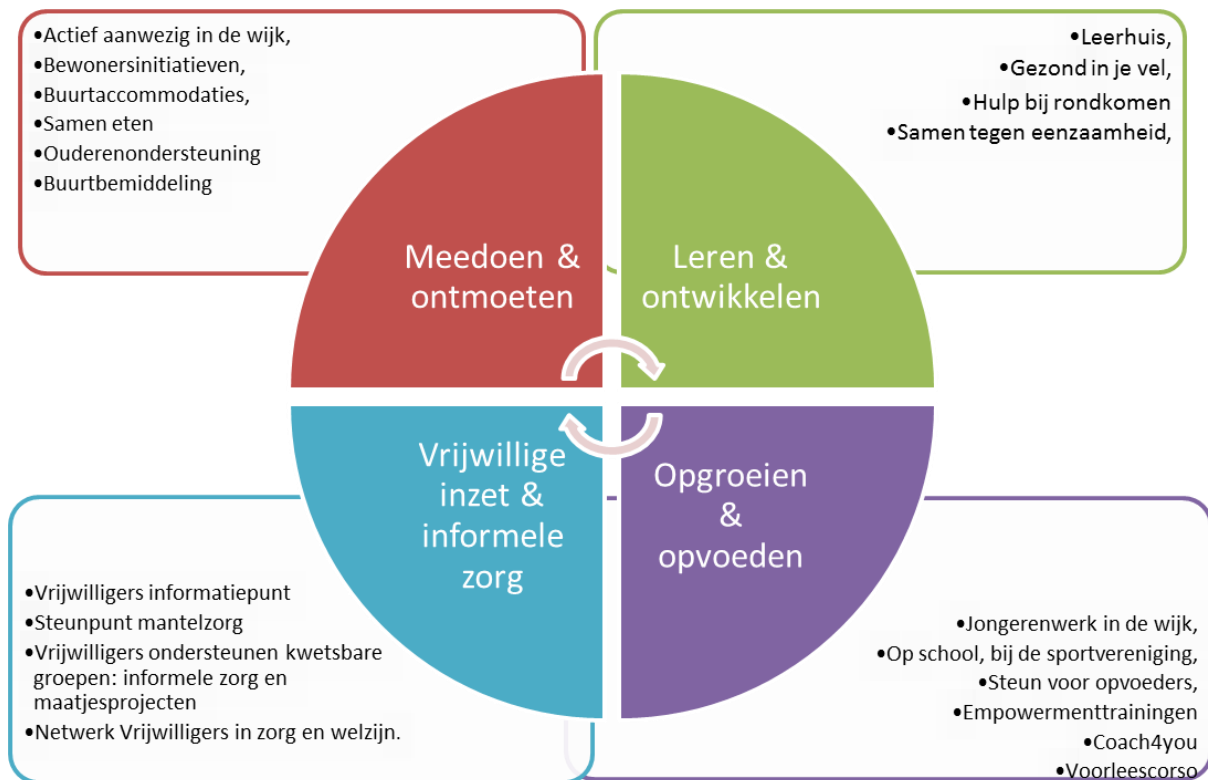 •Actief aanwezig in de wijk,
•Bewonersinitiatieven,
•Buurtaccommodaties,
•Samen eten
•Ouderenondersteuning
•Buurtbemiddeling
•Leerhuis,
•Gezond in je vel,
•Hulp bij rondkomen
•Samen tegen eenzaamheid,
Meedoen &
ontmoeten
Leren &
ontwikkelen
Vrijwillige
inzet &
informele
zorg
Opgroeien
&
opvoeden
•Vrijwilligers informatiepunt
•Steunpunt mantelzorg
•Vrijwilligers ondersteunen kwetsbare
groepen: informele zorg en
maatjesprojecten
•Netwerk Vrijwilligers in zorg en welzijn.
•Jongerenwerk in de wijk,
•Op school, bij de sportvereniging,
•Steun voor opvoeders,
•Empowermenttrainingen
•Coach4you
•Voorleescorso